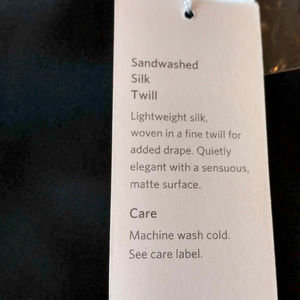 Sandwashed
Silk
Twill
Lightweight silk,
woven in a fine twill for
added drape. Quietly
elegant with a sensuous,
matte surface.
Care
Machine wash cold.
See care label.